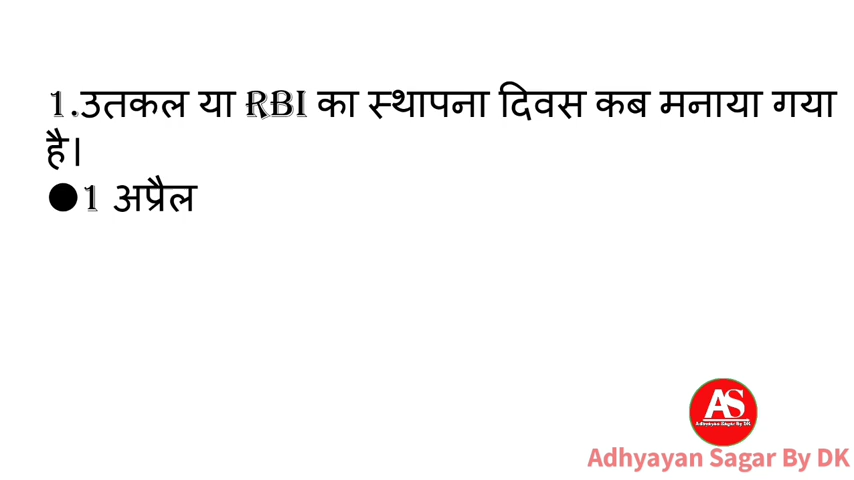 1.उतकल या RBI का स्थापना दिवस कब मनाया गया
है।
●1 अप्रैल
AS
Adhyayan Sagar By DK
Adhyayan Sagar By DK